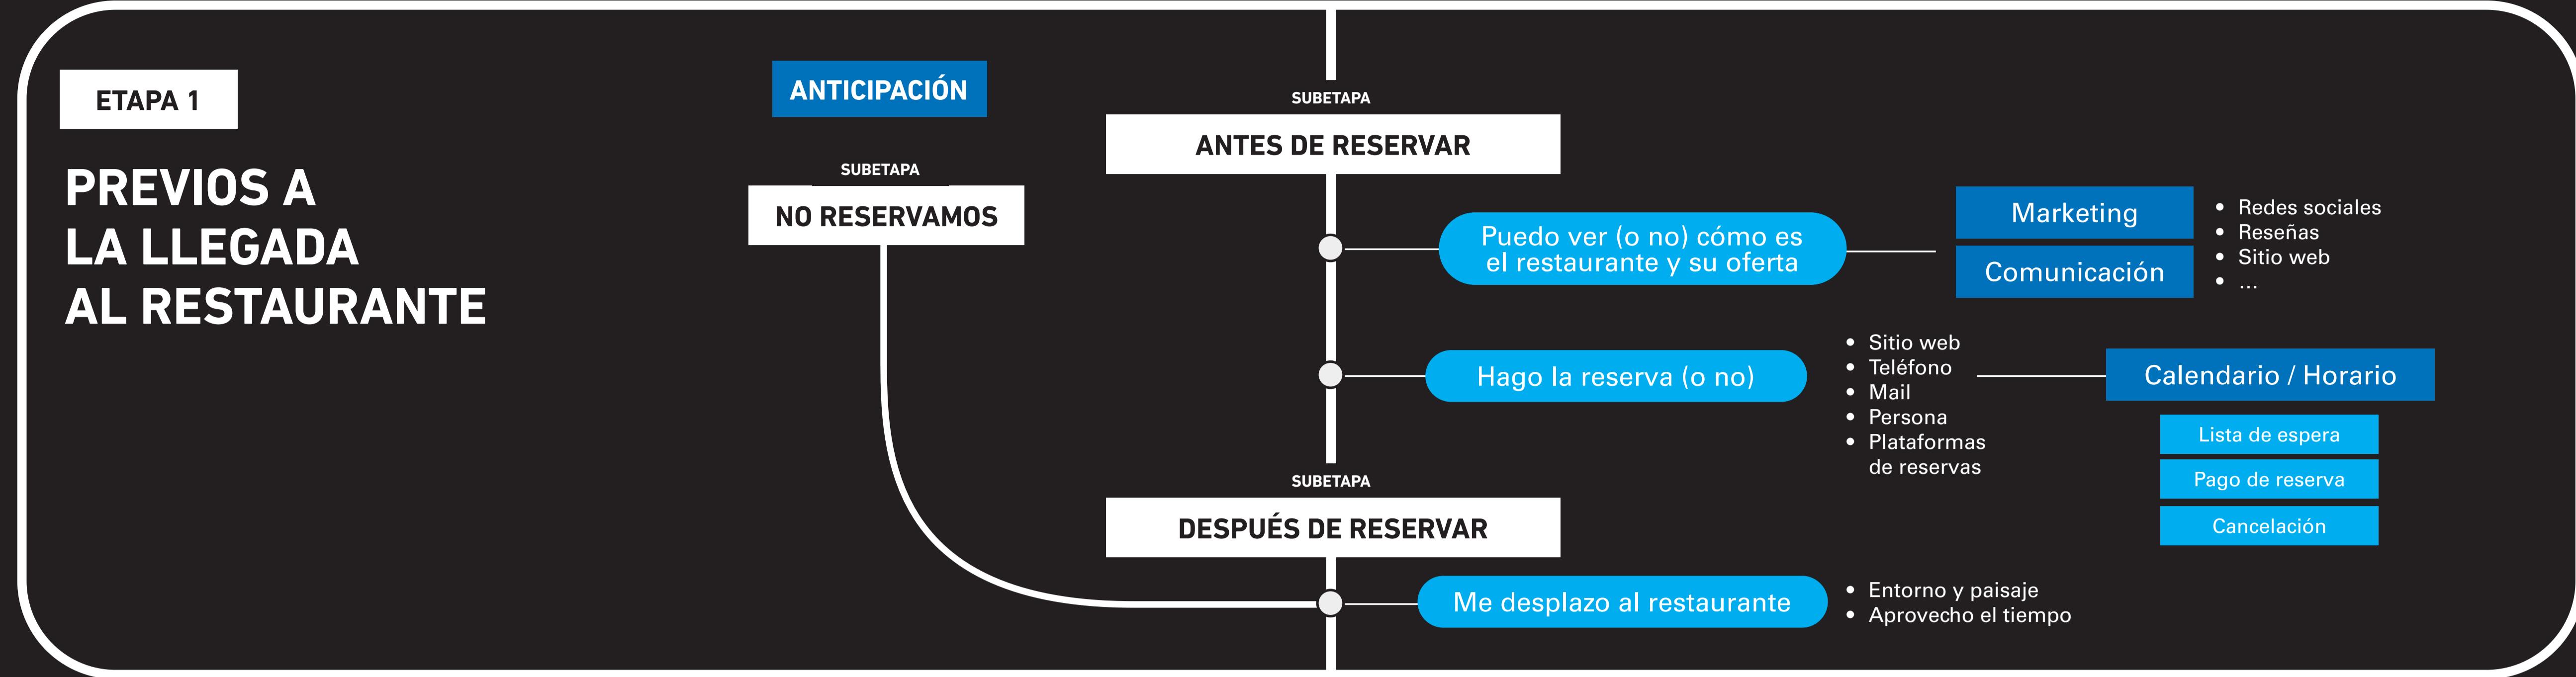 ETAPA 1
PREVIOS A
LA LLEGADA
AL RESTAURANTE
ANTICIPACIÓN
SUBETAPA
NO RESERVAMOS
SUBETAPA
ANTES DE RESERVAR
Puedo ver (o no) cómo es
el restaurante y su oferta
Marketing
Comunicación
• Redes sociales
• Reseñas
• Sitio web
• ...
Hago la reserva (o no)
• Sitio web
• Teléfono
• Mail
• Persona
• Plataformas
de reservas
Calendario / Horario
Lista de espera
Pago de reserva
Cancelación
SUBETAPA
DESPUÉS DE RESERVAR
Me desplazo al restaurante
• Entorno y paisaje
• Aprovecho el tiempo